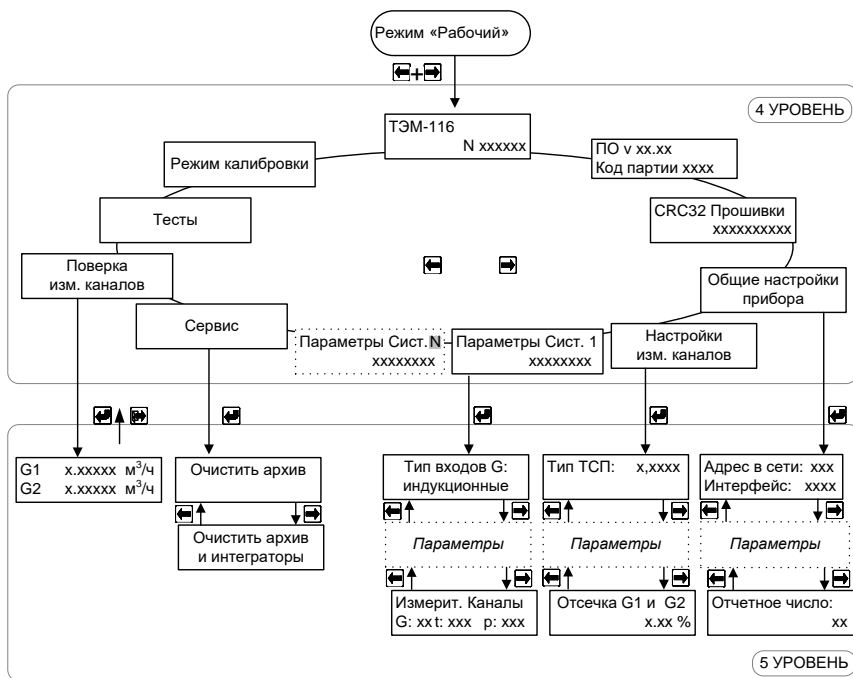 Режим «Рабочий»
+
4 УРОВЕНЬ
ТЭМ-116
N xxxxxx
ПО v xx.xx
Код партии xxxx
Режим калибровки
CRC32 Прошивки
xxxxxxxxxx
Тесты
Поверка
изм. каналов
Общие настройки
прибора
Сервис
Параметры Сист.N
xxxxxxxx
Параметры Сист. 1
xxxxxxxx
Настройки
изм. каналов
G1 x.xxxxx м³/ч
G2 x.xxxxx м³/ч
Очистить архив
Очистить архив
и интеграторы
Тип входов G:
индукционные
Параметры
Измерит. Каналы
G: xx t: xxx p: xxx
Тип ТСП: x,xxxx
Параметры
Отсечка G1 и G2
x.xx %
Адрес в сети: xxx
Интерфейс: xxxx
Параметры
Отчетное число:
xx
5 УРОВЕНЬ